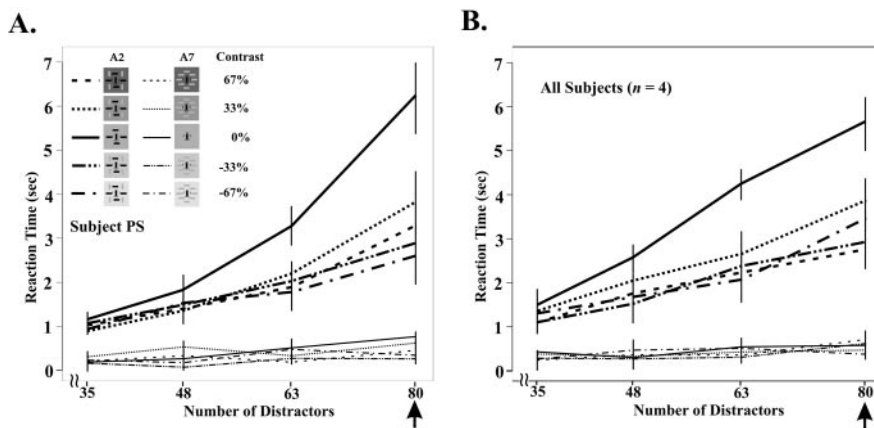 A.
B.
A2 A7 Contrast
67%
33%
0%
-33%
-67%
Subject PS
All Subjects (n = 4)
Reaction Time (sec)
7
6
5
4
3
2
1
0
35 48 63 80
Number of Distractors
Reaction Time (sec)
7
6
5
4
3
2
1
0
35 48 63 80
Number of Distractors